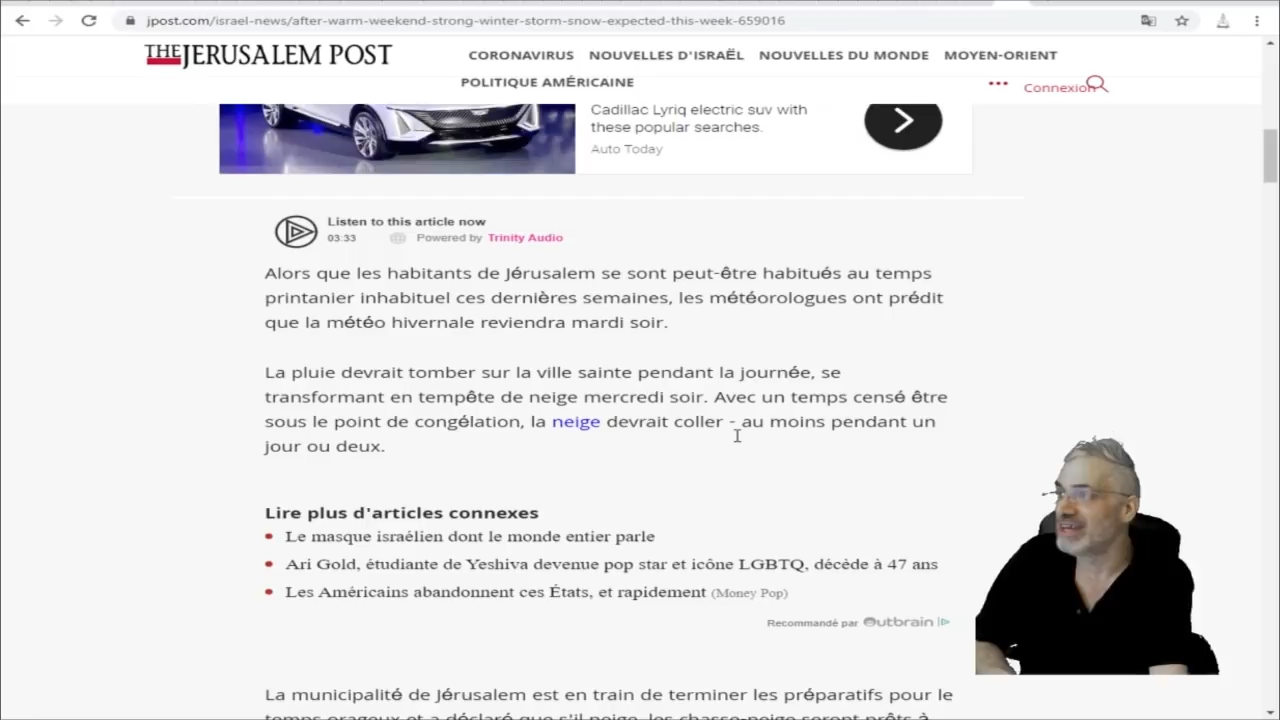 jpost.com/israel-news/after-warm-weekend-strong-winter-storm-snow-expected-this-week-659016
THE JERUSALEM POST
CORONAVIRUS NOUVELLES D'ISRAËL NOUVELLES DU MONDE MOYEN-ORIENT
POLITIQUE AMÉRICAINE
Connexion
Cadillac Lyriq electric suv with
these popular searches.
Auto Today
Listen to this article now
03:33 Powered by Trinity Audio
Alors que les habitants de Jérusalem se sont peut-être habitués au temps
printanier inhabituel ces dernières semaines, les météorologues ont prédit
que la météo hivernale reviendra mardi soir.
La pluie devrait tomber sur la ville sainte pendant la journée, se
transformant en tempête de neige mercredi soir. Avec un temps censé être
sous le point de congélation, la neige devrait coller - au moins pendant un
jour ou deux.
Lire plus d'articles connexes
Le masque israélien dont le monde entier parle
Ari Gold, étudiante de Yeshiva devenue pop star et icône LGBTQ, décède à 47 ans
Les Américains abandonnent ces États, et rapidement (Money Pop)
Recommandé par Outbrain
La municipalité de Jérusalem est en train de terminer les préparatifs pour le
temps orageux et a déclaré que s'il neige, les chasse-neige seront prêts à